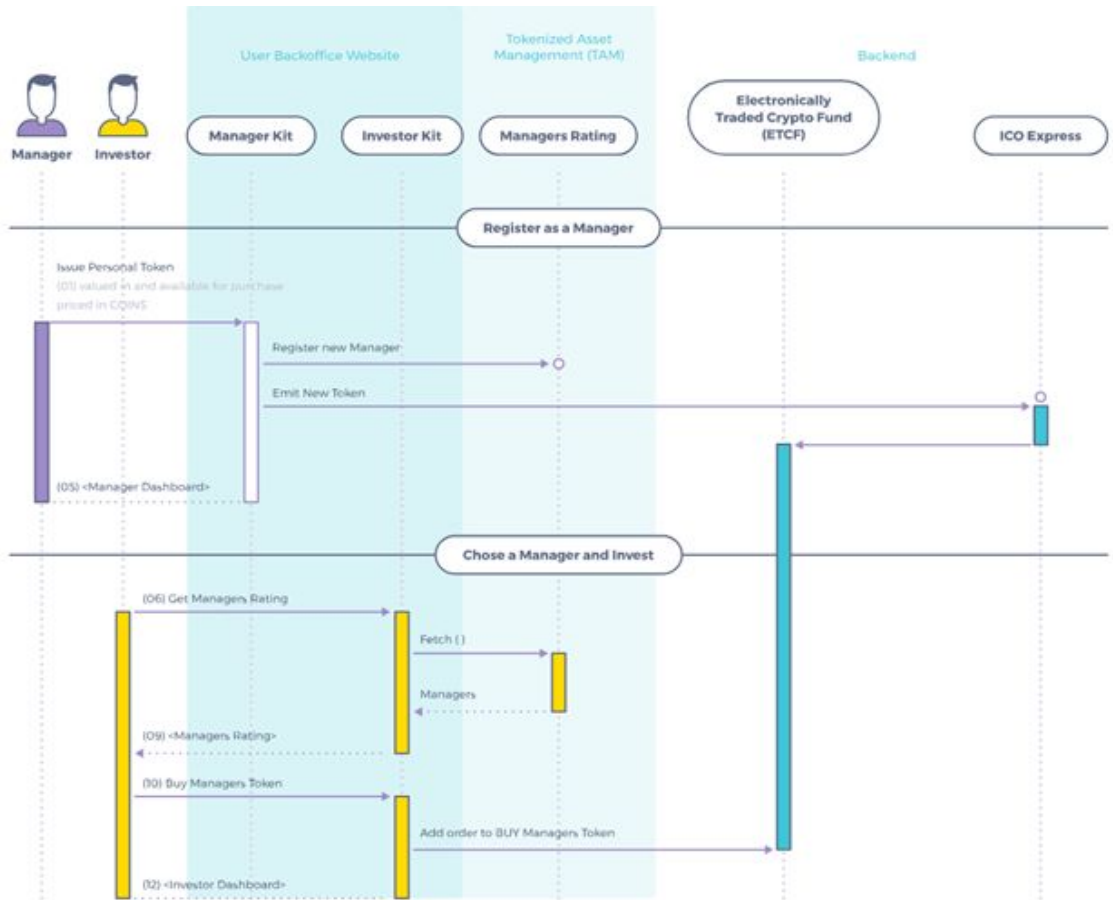 User Backoffice Website
Tokenized Asset
Management (TAM)
Backend
Manager
Investor
Manager Kit
Investor Kit
Managers Rating
Electronically
Traded Crypto Fund
(ETCF)
ICO Express
Register as a Manager
Issue Personal Token
(01) valued in and available for purchase
priced in COINS
Register new Manager
Emit New Token
(05) <Manager Dashboard>
Chose a Manager and Invest
(06) Get Managers Rating
Fetch ( )
Managers
(09) <Managers Rating>
(10) Buy Managers Token
Add order to BUY Managers Token
(12) <Investor Dashboard>